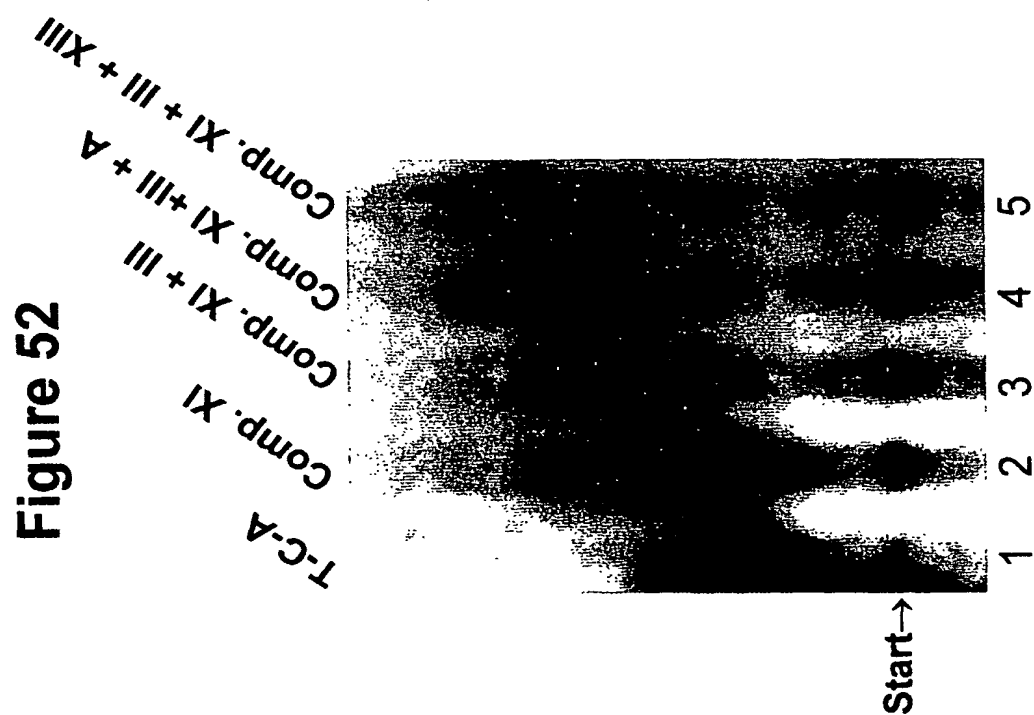 Figure 52
T-C-A
Comp. XI
Comp. XI + III
Comp. XI +III + A
Comp. XI + III + XIII
Start→
1 2 3 4 5